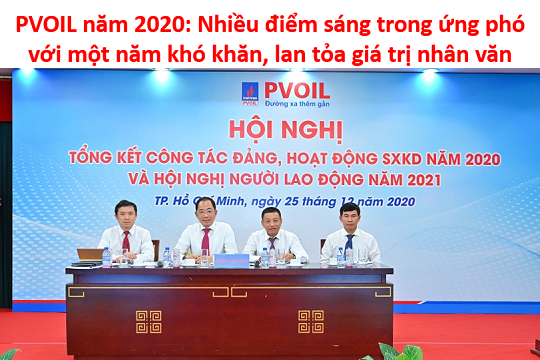 PVOIL năm 2020: Nhiều điểm sáng trong ứng phó
với một năm khó khăn, lan tỏa giá trị nhân văn
PVOIL
Đường xa thêm gần
HỘI NGHỊ
TỔNG KẾT CÔNG TÁC ĐẢNG, HOẠT ĐỘNG SXKD NĂM 2020
VÀ HỘI NGHỊ NGƯỜI LAO ĐỘNG NĂM 2021
TP. Hồ Chí Minh, ngày 25 tháng 12 năm 2020